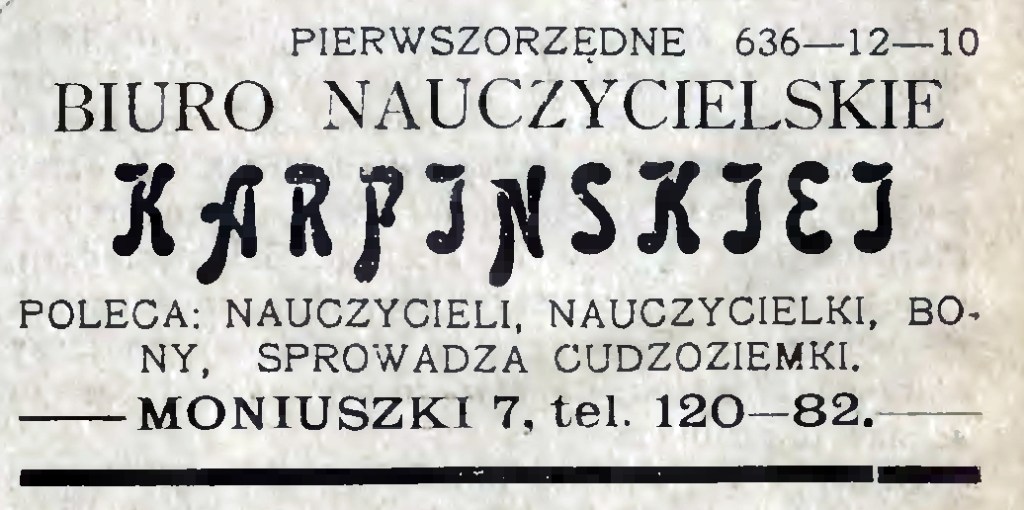 PIERWSZORZĘDNE 636—12—10
BIURO NAUCZYCIELSKIE
KARPINSKIEJ
POLECA: NAUCZYCIELI, NAUCZYCIELKI, BO-
NY, SPROWADZA CUDZOZIEMKI.
MONIUSZKI 7, tel. 120—82.